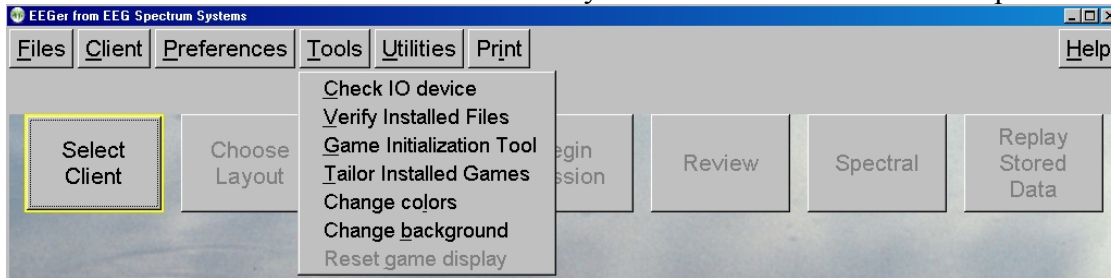 EEGer from EEG Spectrum Systems
Files Client Preferences Tools Utilities Print Help
Check IO device
Verify Installed Files
Game Initialization Tool
Tailor Installed Games
Change colors
Change background
Reset game display
Select
Client
Choose
Layout
Review
Spectral
Replay
Stored
Data